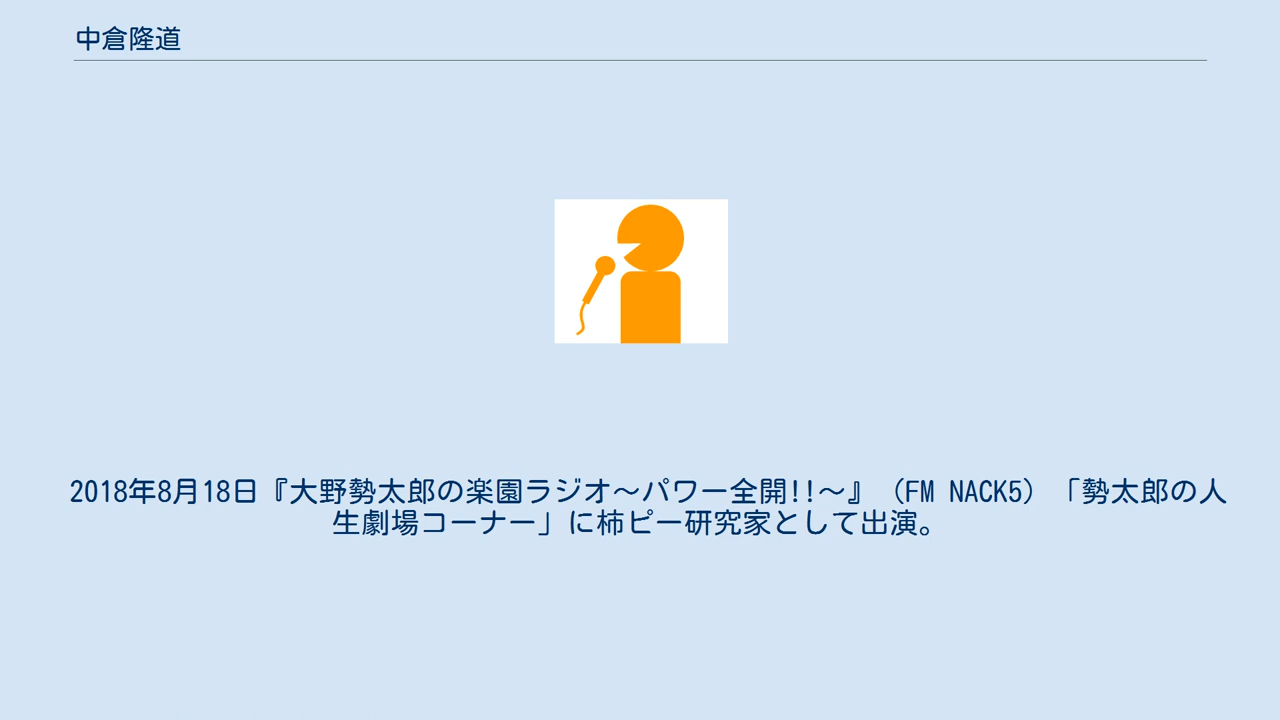 中倉隆道
2018年8月18日『大野勢太郎の楽園ラジオ〜パワー全開!!〜』（FM NACK5）「勢太郎の人
生劇場コーナー」に柿ピー研究家として出演。